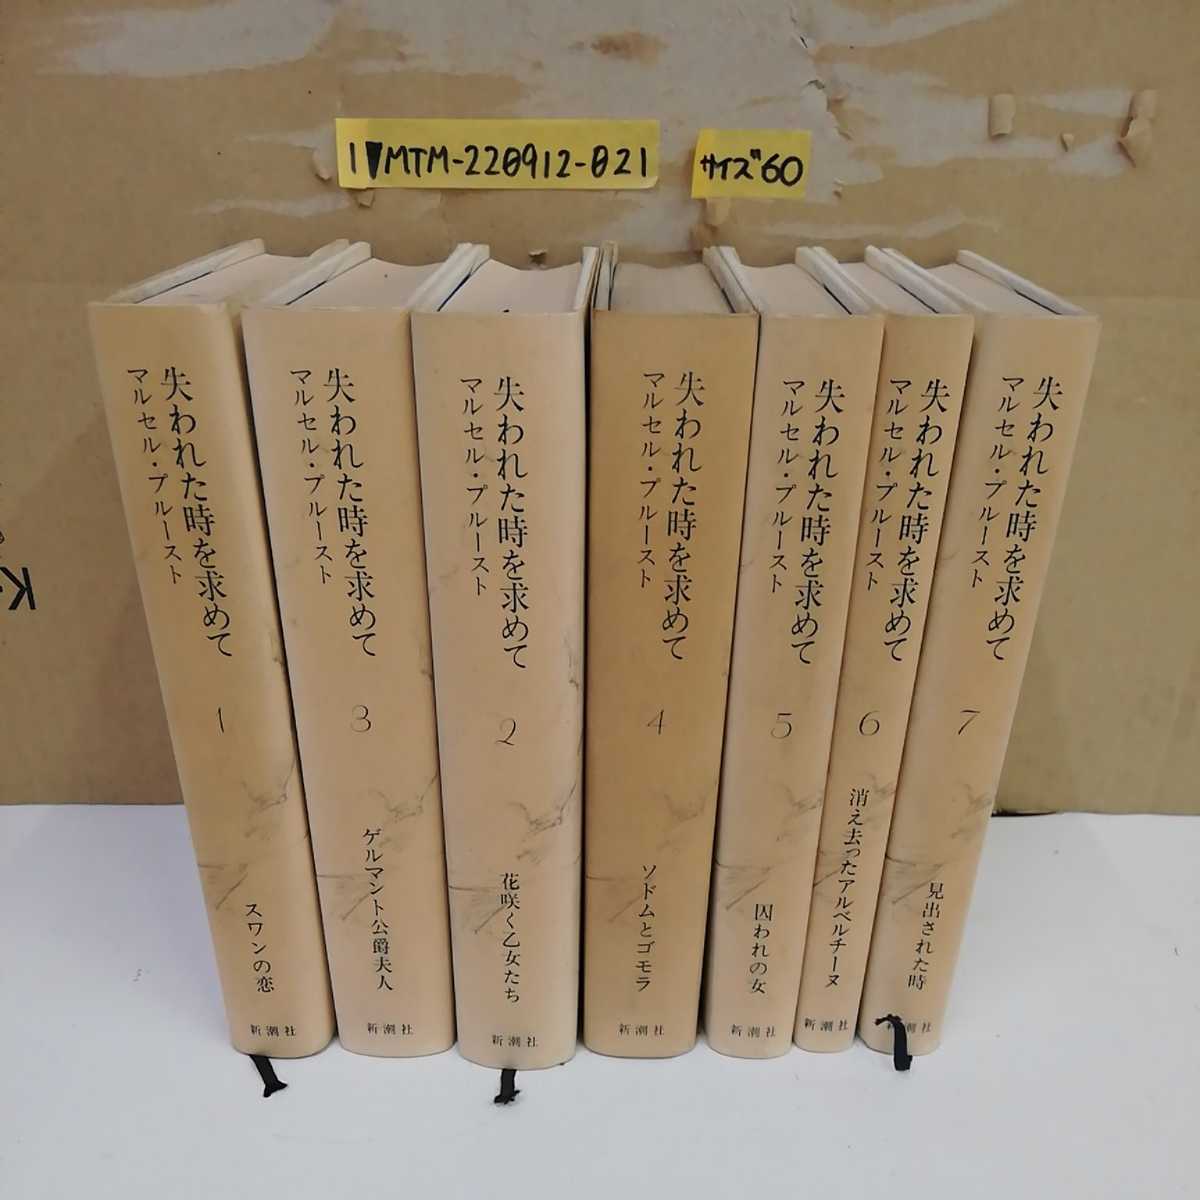 1▼MTM-220912-021
サイズ"60
失われた時を求めて
マルセル・プルースト
1
スワンの恋
新潮社
失われた時を求めて
マルセル・プルースト
3
ゲルマント公爵夫人
新潮社
失われた時を求めて
マルセル・プルースト
2
花咲く乙女たち
新潮社
失われた時を求めて
マルセル・プルースト
4
ソドムとゴモラ
新潮社
失われた時を求めて
マルセル・プルースト
5
囚われの女
新潮社
失われた時を求めて
マルセル・プルースト
6
消え去ったアルベルチーヌ
新潮社
失われた時を求めて
マルセル・プルースト
7
見出された時